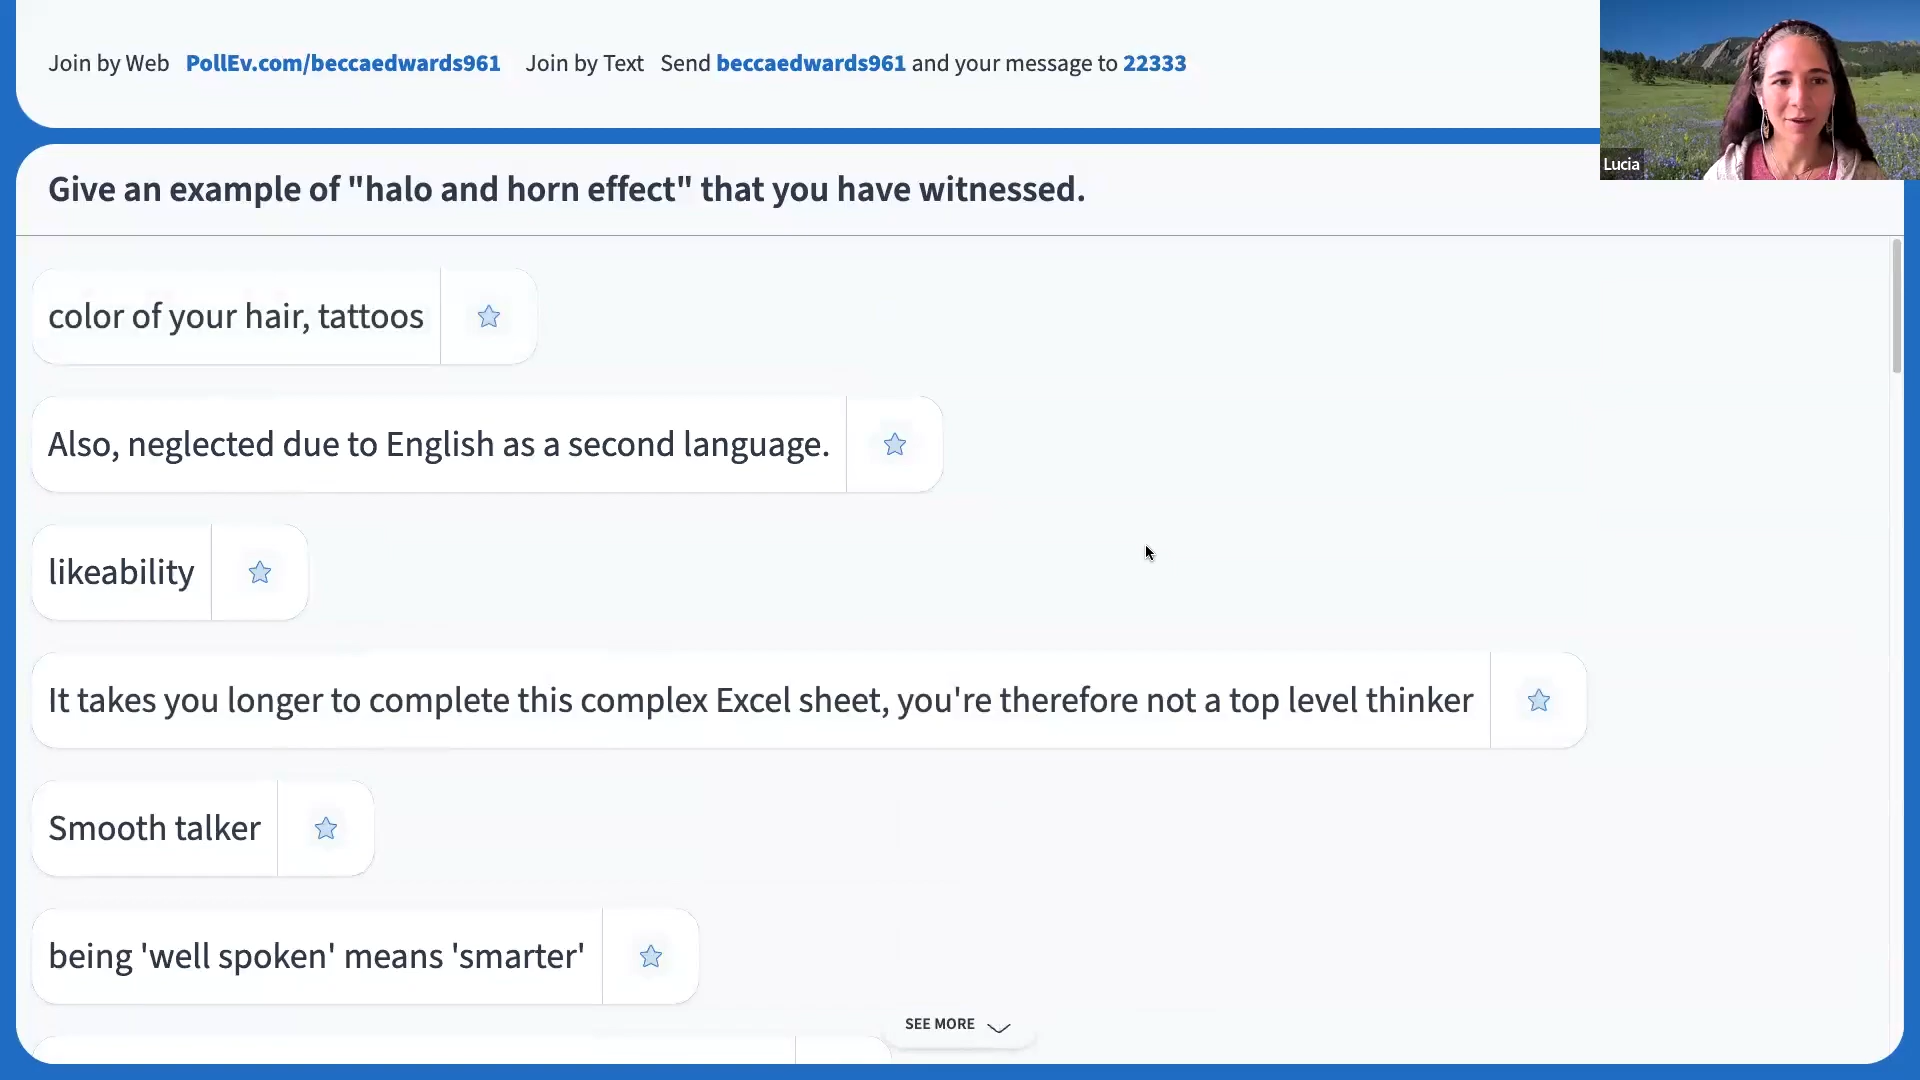 Join by Web PollEv.com/beccaedwards961 Join by Text Send beccaedwards961 and your message to 22333
Lucia
Give an example of "halo and horn effect" that you have witnessed.
color of your hair, tattoos
Also, neglected due to English as a second language.
likeability
It takes you longer to complete this complex Excel sheet, you're therefore not a top level thinker
Smooth talker
being 'well spoken' means 'smarter'
SEE MORE